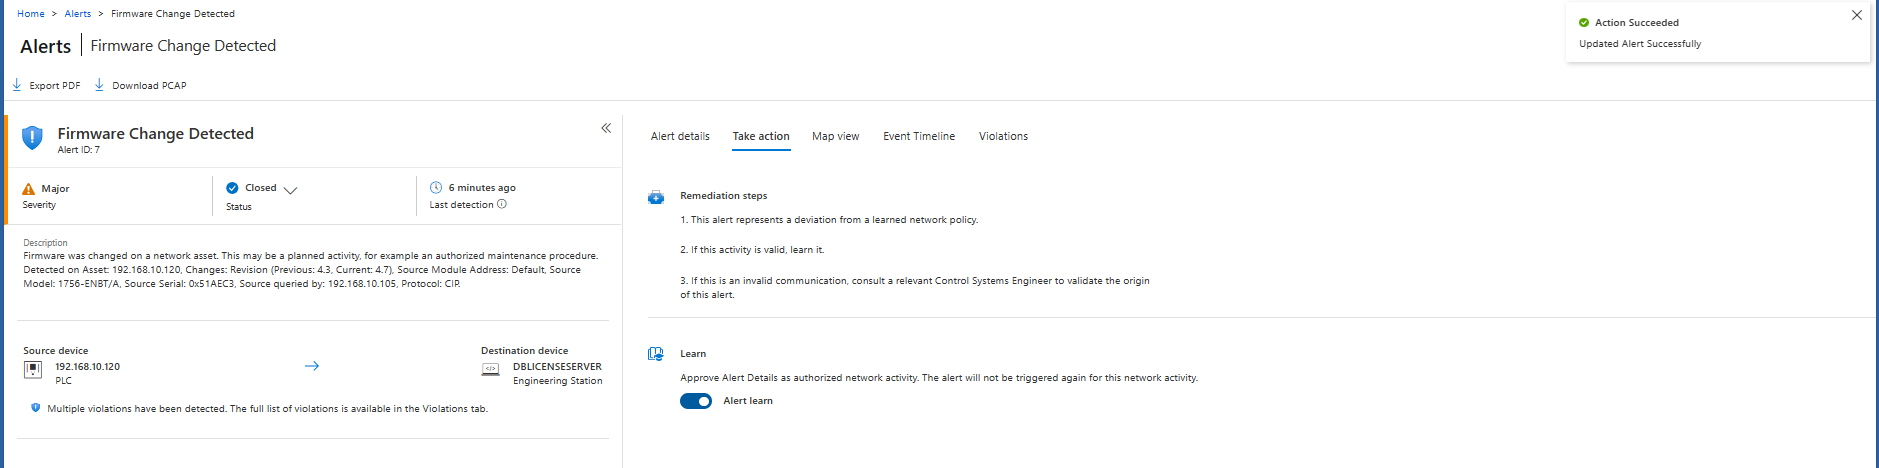 Home > Alerts > Firmware Change Detected
Action Succeeded
Updated Alert Successfully
Alerts | Firmware Change Detected
Export PDF Download PCAP
Firmware Change Detected
Alert ID: 7
Major
Severity
Closed
Status
6 minutes ago
Last detection
Description
Firmware was changed on a network asset. This may be a planned activity, for example an authorized maintenance procedure.
Detected on Asset: 192.168.10.120, Changes: Revision (Previous: 4.3, Current: 4.7), Source Module Address: Default, Source
Model: 1756-ENBT/A, Source Serial: 0x51AEC3, Source queried by: 192.168.10.105, Protocol: CIP.
Source device
192.168.10.120
PLC
Destination device
DBLICENSESERVER
Engineering Station
Multiple violations have been detected. The full list of violations is available in the Violations tab.
Alert details Take action Map view Event Timeline Violations
Remediation steps
1. This alert represents a deviation from a learned network policy.
2. If this activity is valid, learn it.
3. If this is an invalid communication, consult a relevant Control Systems Engineer to validate the origin
of this alert.
Learn
Approve Alert Details as authorized network activity. The alert will not be triggered again for this network activity.
Alert learn